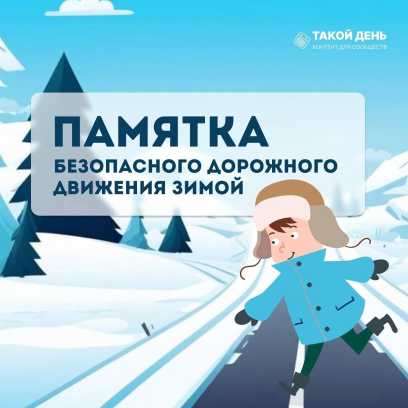 ТАКОЙ ДЕНЬ
КОНТЕНТ ДЛЯ СООБЩЕСТВ
ПАМЯТКА
БЕЗОПАСНОГО ДОРОЖНОГО
ДВИЖЕНИЯ ЗИМОЙ